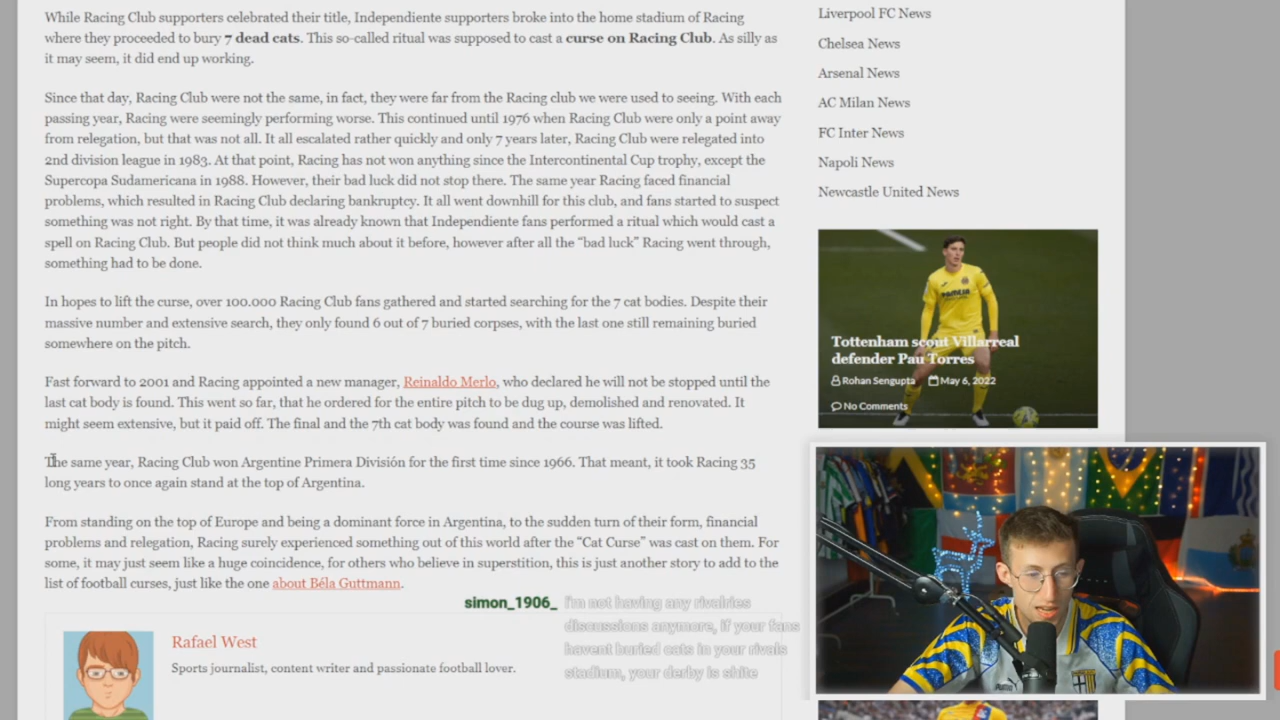 While Racing Club supporters celebrated their title, Independiente supporters broke into the home stadium of Racing
where they proceeded to bury 7 dead cats. This so-called ritual was supposed to cast a curse on Racing Club. As silly as
it may seem, it did end up working.
Since that day, Racing Club were not the same, in fact, they were far from the Racing club we were used to seeing. With each
passing year, Racing were seemingly performing worse. This continued until 1976 when Racing Club were only a point away
from relegation, but that was not all. It all escalated rather quickly and only 7 years later, Racing Club were relegated into
2nd division league in 1983. At that point, Racing has not won anything since the Intercontinental Cup trophy, except the
Supercopa Sudamericana in 1988. However, their bad luck did not stop there. The same year Racing faced financial
problems, which resulted in Racing Club declaring bankruptcy. It all went downhill for this club, and fans started to suspect
something was not right. By that time, it was already known that Independiente fans performed a ritual which would cast a
spell on Racing Club. But people did not think much about it before, however after all the “bad luck” Racing went through,
something had to be done.
In hopes to lift the curse, over 100.000 Racing Club fans gathered and started searching for the 7 cat bodies. Despite their
massive number and extensive search, they only found 6 out of 7 buried corpses, with the last one still remaining buried
somewhere on the pitch.
Fast forward to 2001 and Racing appointed a new manager, Reinaldo Merlo, who declared he will not be stopped until the
last cat body is found. This went so far, that he ordered for the entire pitch to be dug up, demolished and renovated. It
might seem extensive, but it paid off. The final and the 7th cat body was found and the course was lifted.
The same year, Racing Club won Argentine Primera División for the first time since 1966. That meant, it took Racing 35
long years to once again stand at the top of Argentina.
From standing on the top of Europe and being a dominant force in Argentina, to the sudden turn of their form, financial
problems and relegation, Racing surely experienced something out of this world after the “Cat Curse” was cast on them. For
some, it may just seem like a huge coincidence, for others who believe in superstition, this is just another story to add to the
list of football curses, just like the one about Béla Guttmann.
Rafael West
Sports journalist, content writer and passionate football lover.
simon_1906_ I'm not having any rivalries
discussions anymore, if your fans
havent buried cats in your rivals
stadium, your derby is shite
Liverpool FC News
Chelsea News
Arsenal News
AC Milan News
FC Inter News
Napoli News
Newcastle United News
PAMESA
Tottenham scout Villarreal
defender Pau Torres
Rohan Sengupta May 6, 2022
No Comments